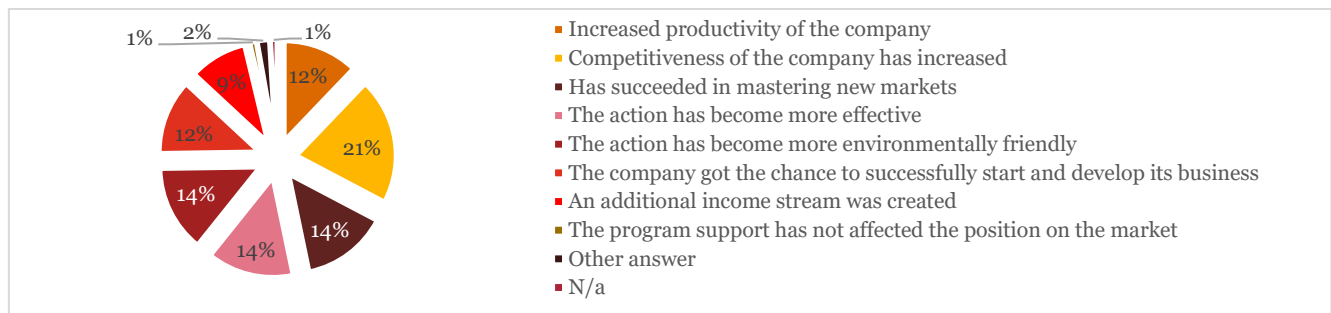 1%
2%
1%
12%
21%
14%
14%
14%
12%
9%
Increased productivity of the company
Competitiveness of the company has increased
Has succeeded in mastering new markets
The action has become more effective
The action has become more environmentally friendly
The company got the chance to successfully start and develop its business
An additional income stream was created
The program support has not affected the position on the market
Other answer
N/a